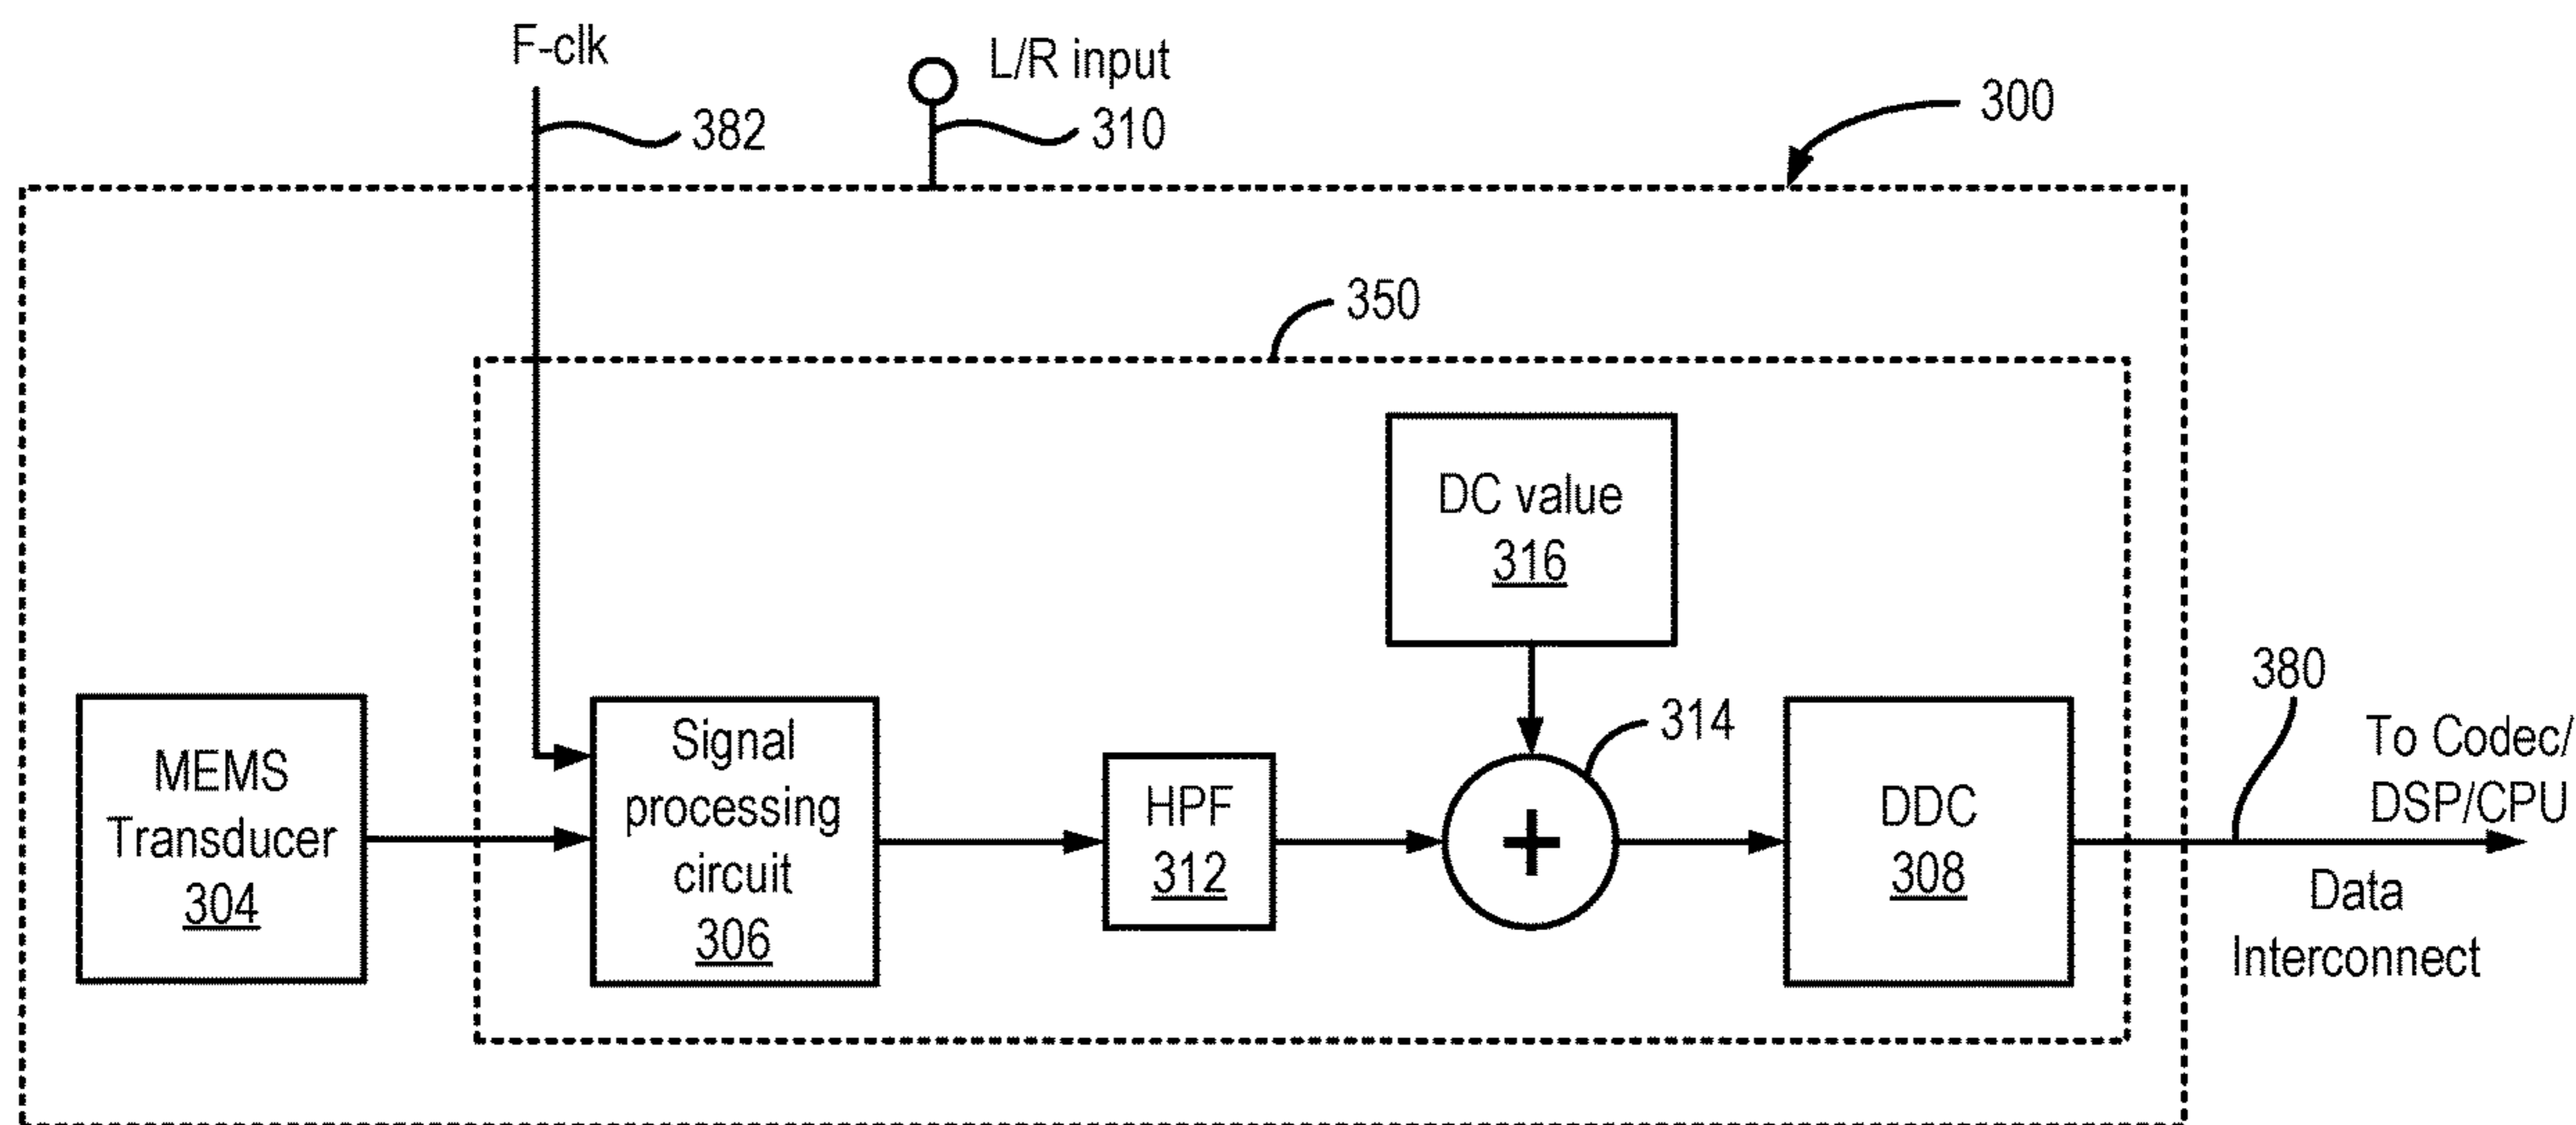 F-clk
382
L/R input
310
300
350
DC value
316
314
380
MEMS
Transducer
304
Signal
processing
circuit
306
HPF
312
+
DDC
308
To Codec/
DSP/CPU
Data
Interconnect